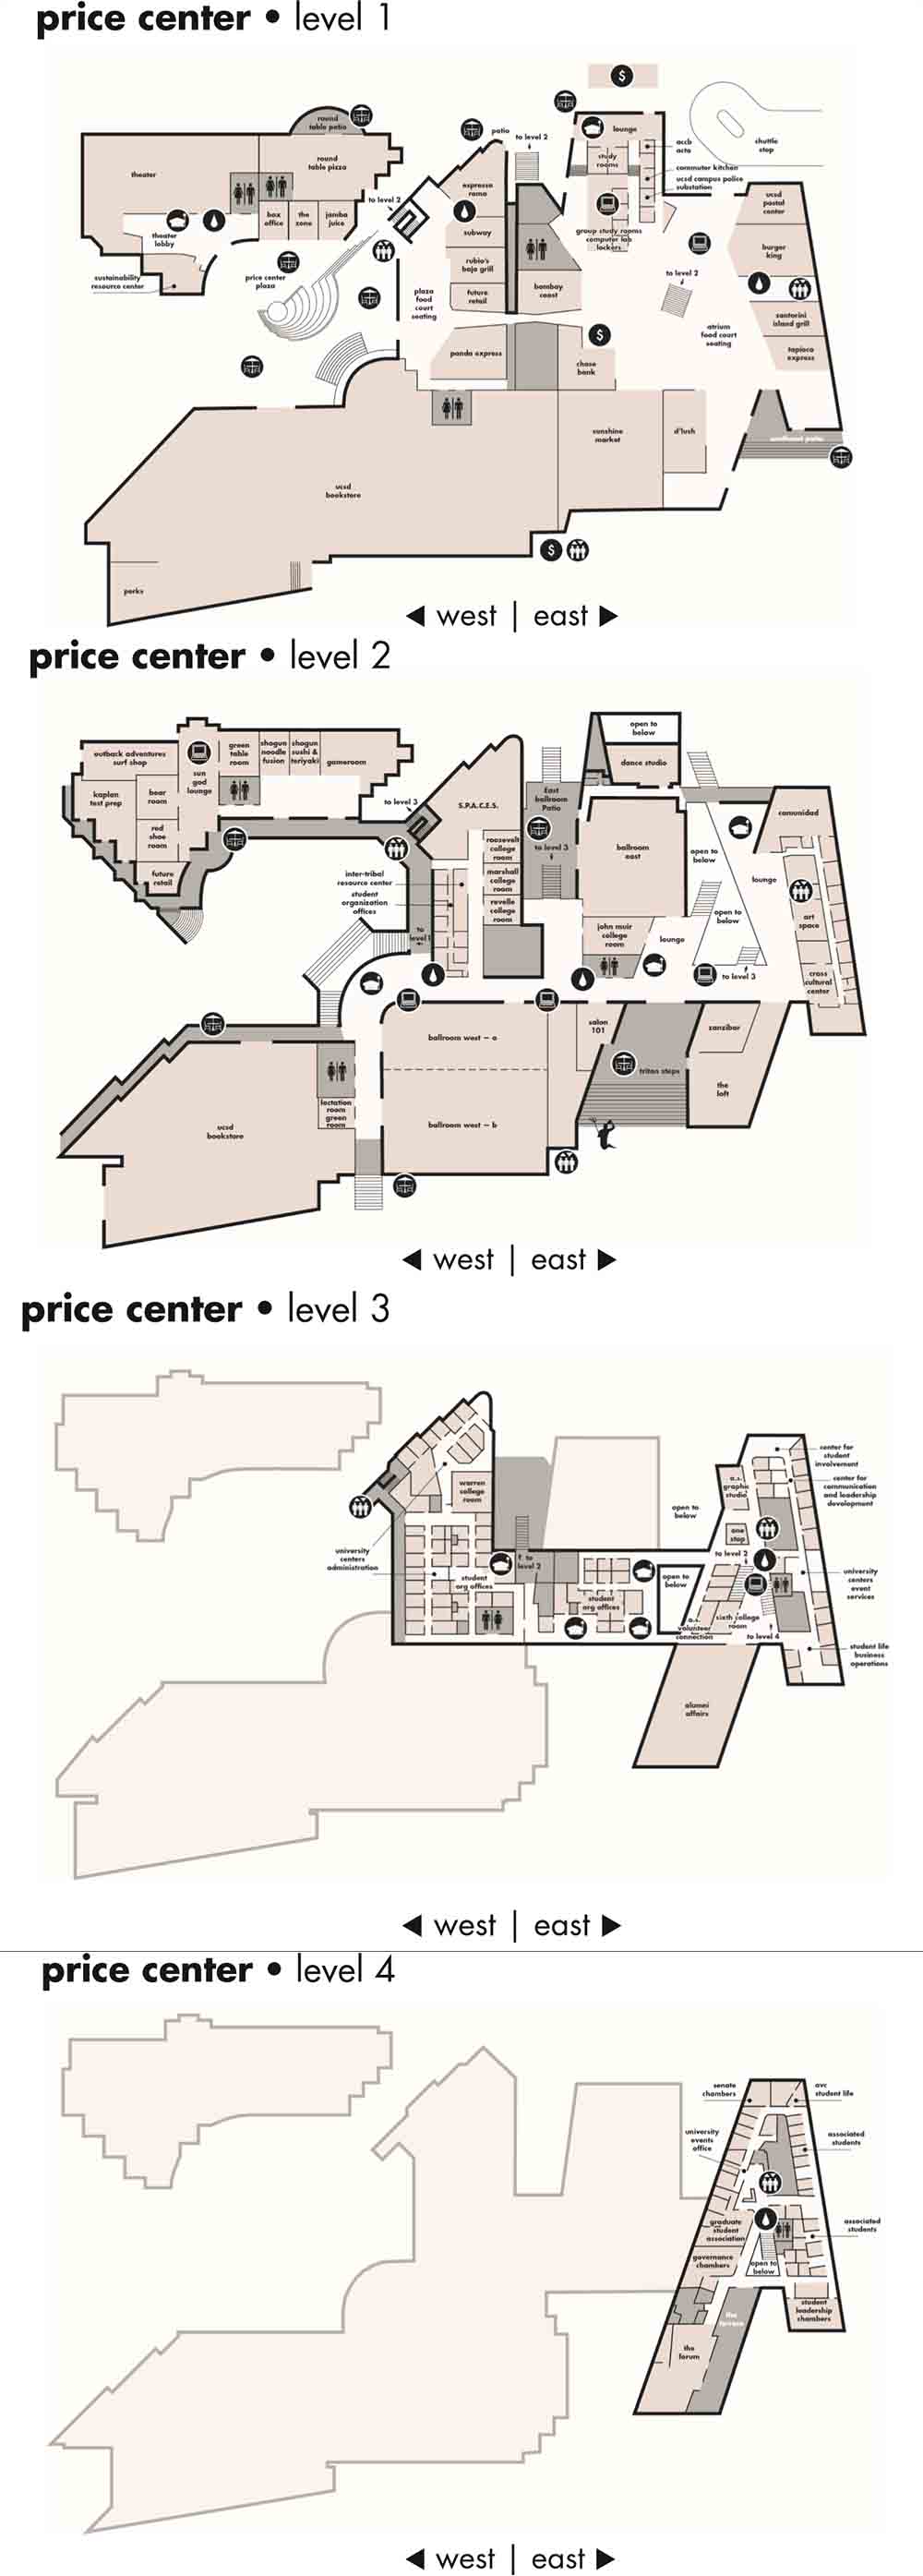 price center • level 1
round
table patio
patio
to level 2
lounge
accb
acta
shuttle
stop
theater
round
table pizza
study
rooms
commuter kitchen
ucsd campus police
substation
espresso
roma
to level 2
ucsd
postal
center
box
office
the
zone
jamba
juice
subway
group study rooms
computer lab
lockers
theater
lobby
burger
king
rubio's
baja grill
sustainability
resource center
price center
plaza
to level 2
plaza
food
court
seating
future
retail
bombay
coast
santorini
island grill
atrium
food court
seating
panda express
chase
bank
tapioca
express
$
$
sunshine
market
d'lush
southeast patio
ucsd
bookstore
$
perks
west | east
price center • level 2
open to
below
outback adventures
surf shop
green
table
room
shogun
noodle
fusion
shogun
sushi &
teriyaki
gameroom
dance studio
sun
god
lounge
kaplan
test prep
bear
room
to level 3
S.P.A.C.E.S.
East
ballroom
Patio
comunidad
red
shoe
room
roosevelt
college
room
to level 3
ballroom
east
open to
below
future
retail
inter-tribal
resource center
student
organization
offices
marshall
college
room
lounge
revelle
college
room
open to
below
art
space
to
level 1
john muir
college
room
lounge
to level 3
cross
cultural
center
ballroom west – a
salon
101
zanzibar
triton steps
lactation
room
green
room
ucsd
bookstore
ballroom west – b
the
loft
west | east
price center • level 3
center for
student
involvement
warren
college
room
a.s.
graphic
studio
center for
communication
and leadership
development
open to
below
one
stop
university
centers
administration
to
level 2
to level 2
student
org offices
open to
below
university
centers
event
services
student
org offices
a.s.
volunteer
connection
sixth college
room
to level 4
student life
business
operations
alumni
affairs
west | east
price center • level 4
senate
chambers
avc
student life
university
events
office
associated
students
graduate
student
association
associated
students
governance
chambers
open to
below
student
leadership
chambers
the
terrace
the
forum
west | east